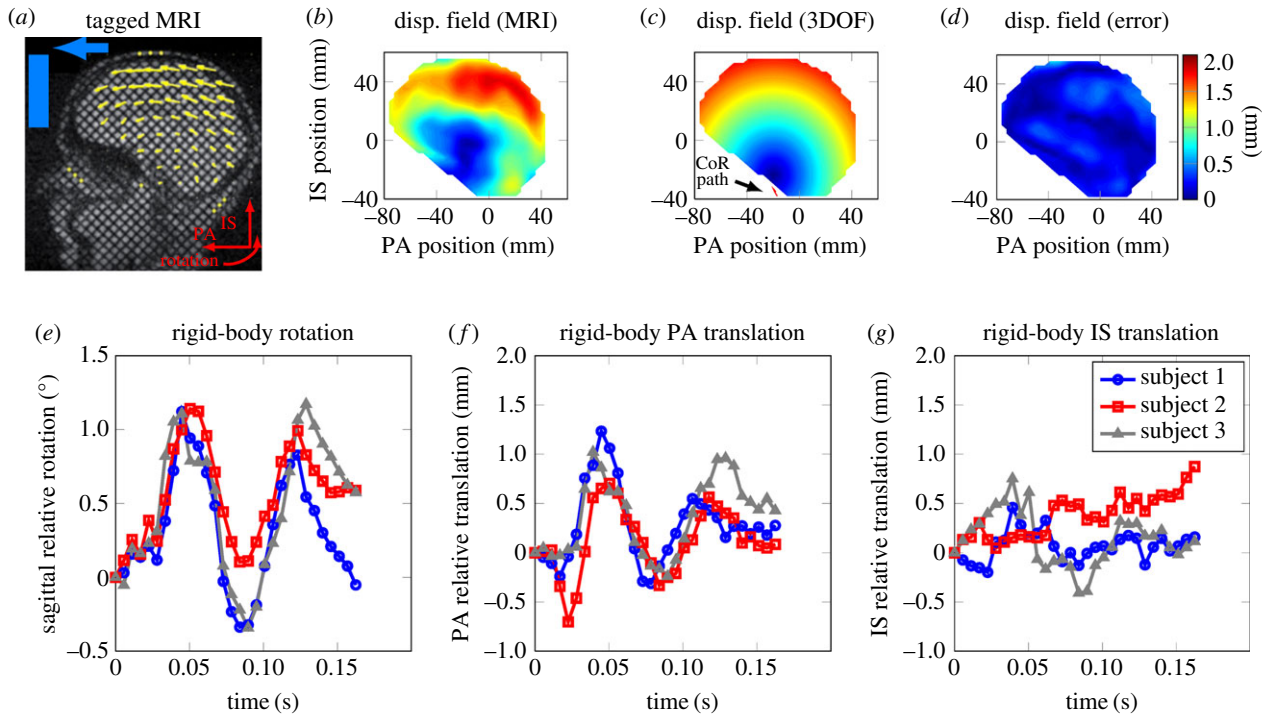 (a) tagged MRI
PA
IS
rotation
(b) disp. field (MRI)
IS position (mm)
40
0
−40
−80 −40 0 40
PA position (mm)
(c) disp. field (3DOF)
40
0
−40
CoR
path
−80 −40 0 40
PA position (mm)
(d) disp. field (error)
40
0
−40
−80 −40 0 40
PA position (mm)
2.0
1.5
1.0
0.5
0
(mm)
(e) rigid-body rotation
sagittal relative rotation (°)
1.5
1.0
0.5
0
−0.5
0 0.05 0.10 0.15
time (s)
(f) rigid-body PA translation
PA relative translation (mm)
2.0
1.5
1.0
0.5
0
−0.5
−1.0
0 0.05 0.10 0.15
time (s)
(g) rigid-body IS translation
IS relative translation (mm)
2.0
1.5
1.0
0.5
0
−0.5
−1.0
subject 1
subject 2
subject 3
0 0.05 0.10 0.15
time (s)